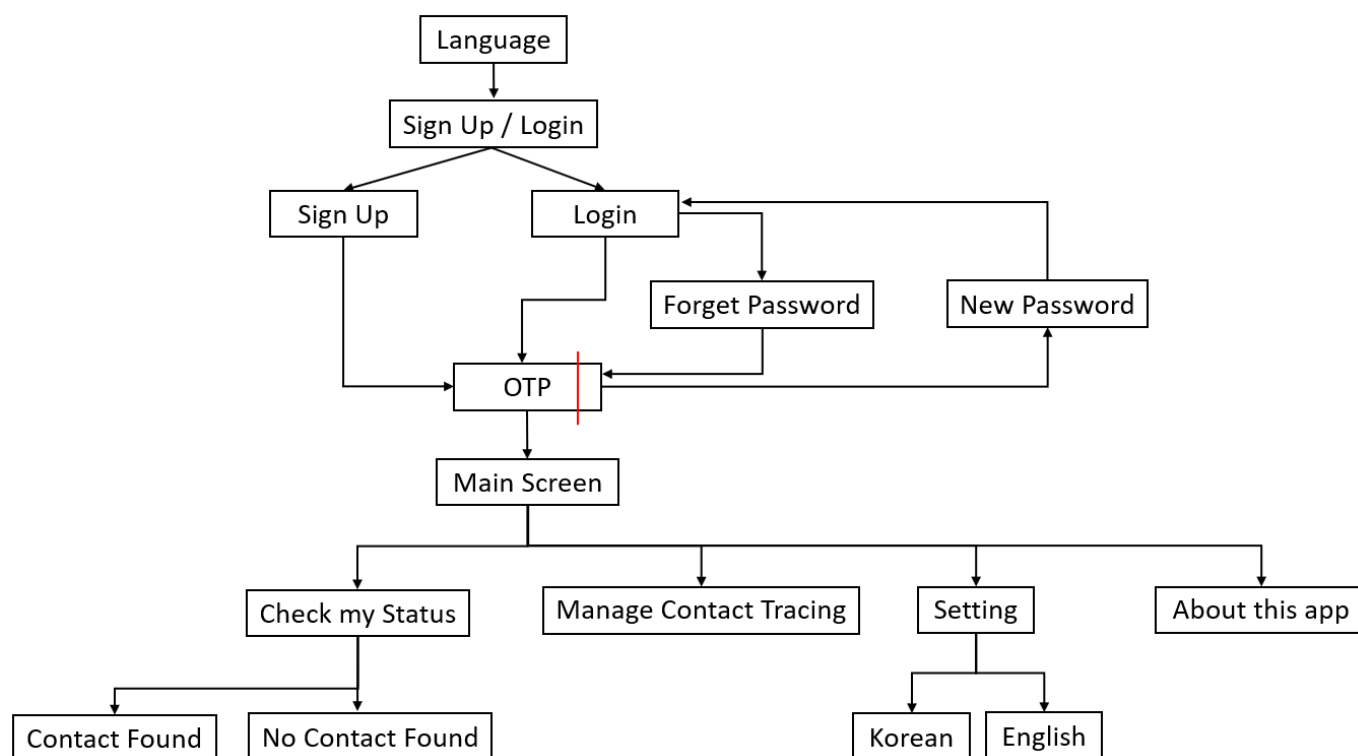 Language
Sign Up / Login
Sign Up
Login
Forget Password
New Password
OTP
Main Screen
Check my Status
Manage Contact Tracing
Setting
About this app
Contact Found
No Contact Found
Korean
English